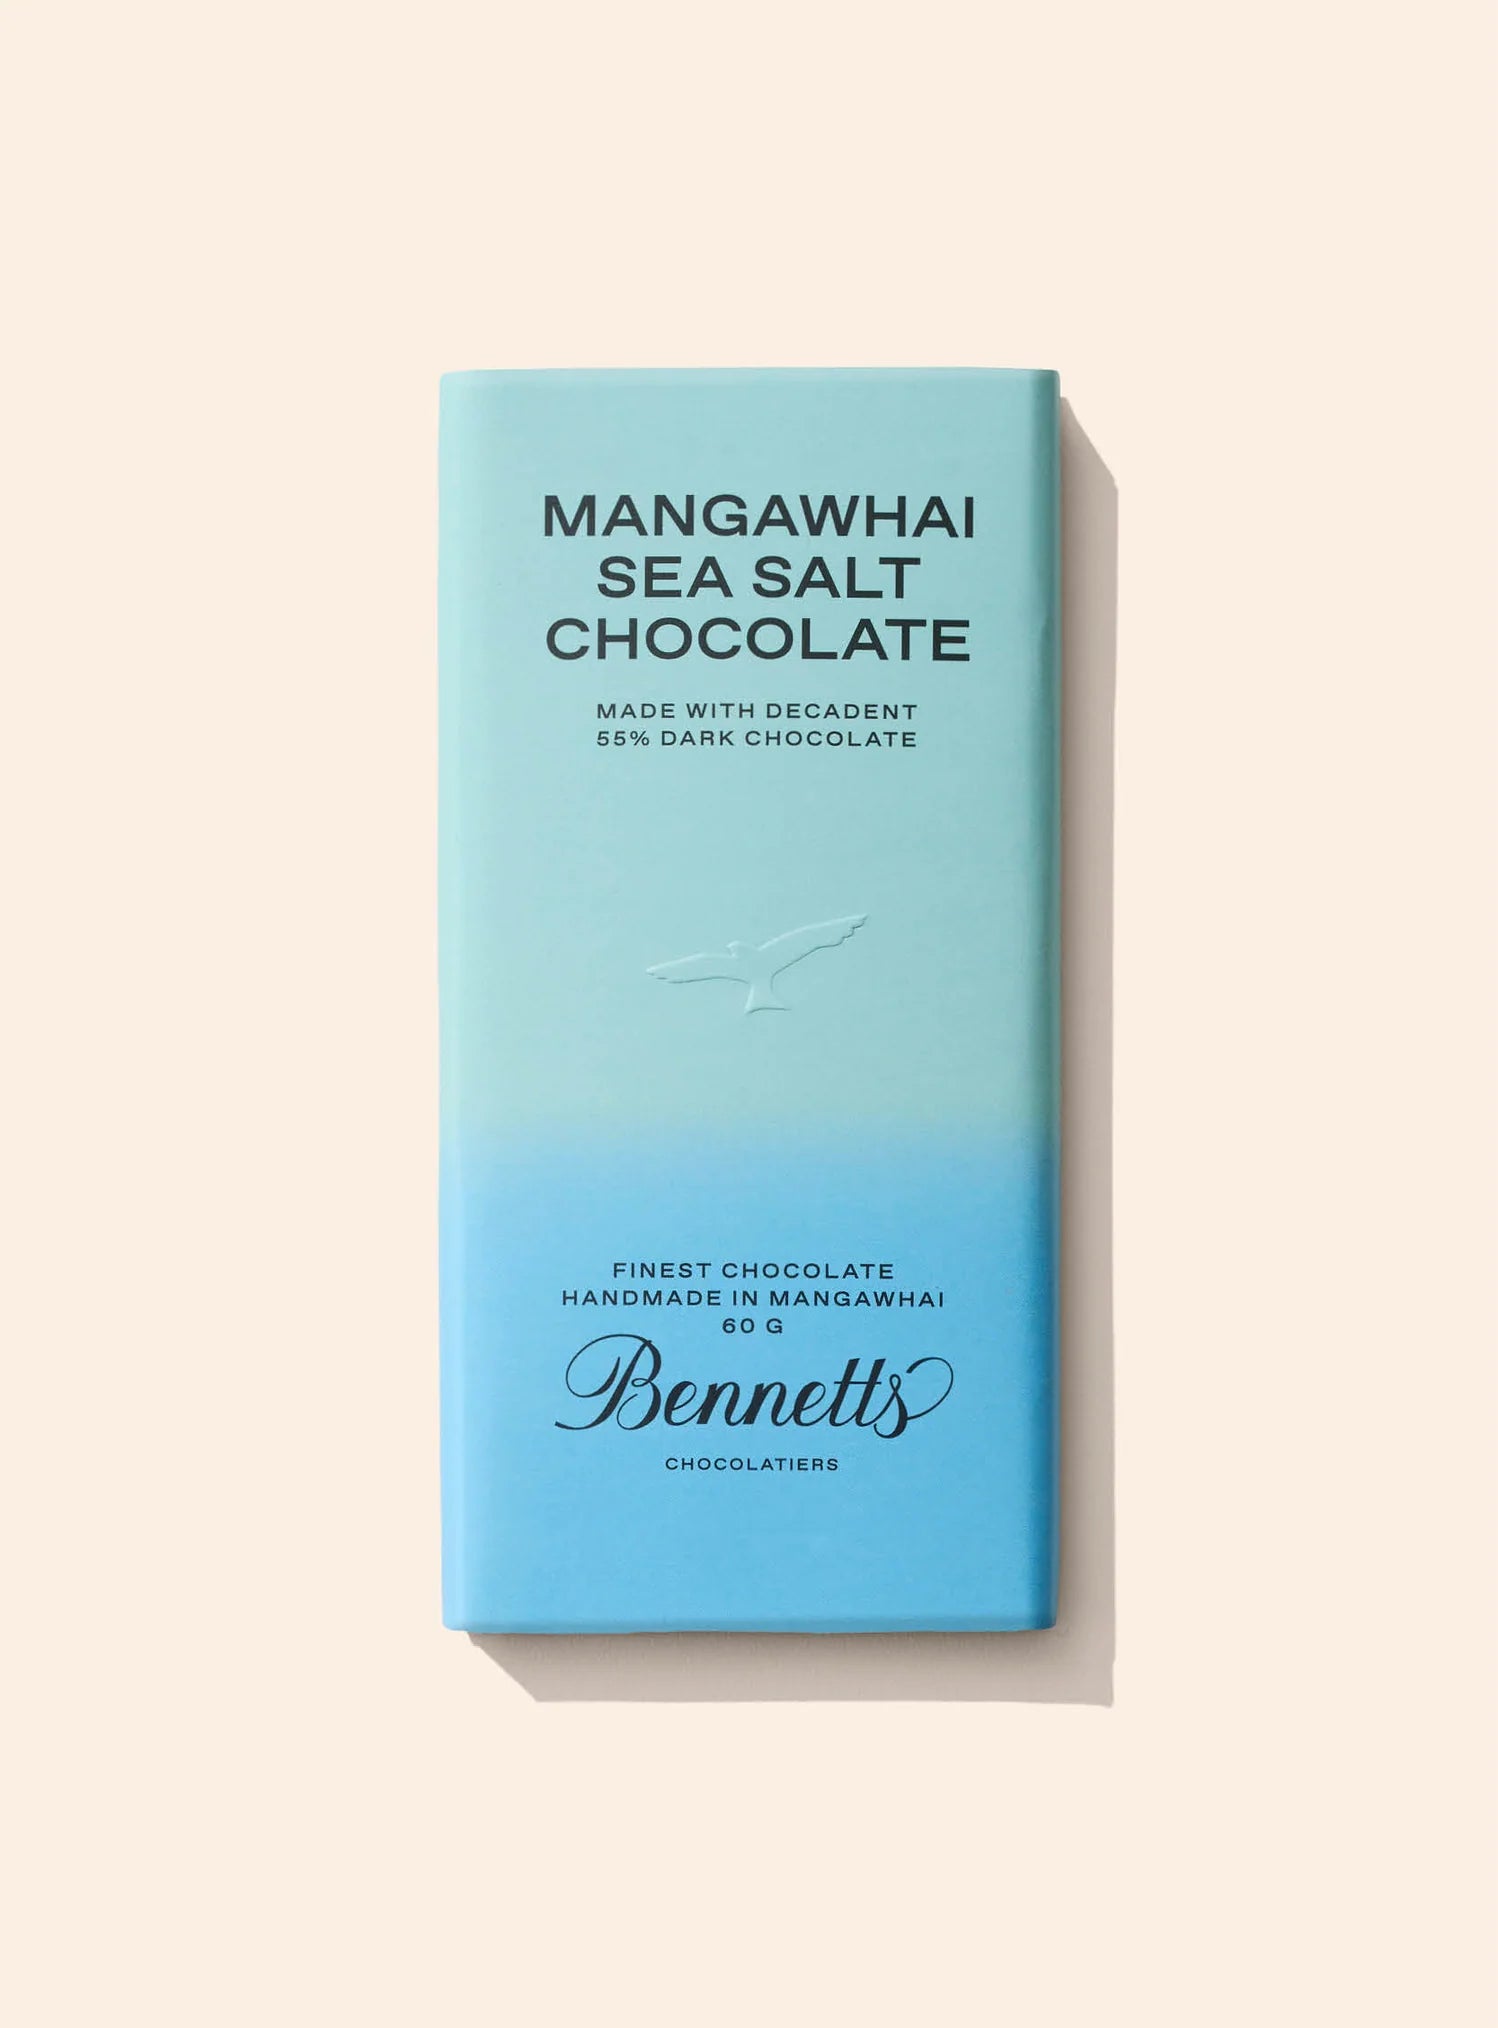 MANGAWHAI
SEA SALT
CHOCOLATE
MADE WITH DECADENT
55% DARK CHOCOLATE
FINEST CHOCOLATE
HANDMADE IN MANGAWHAI
60 G
Bennetts
CHOCOLATIERS